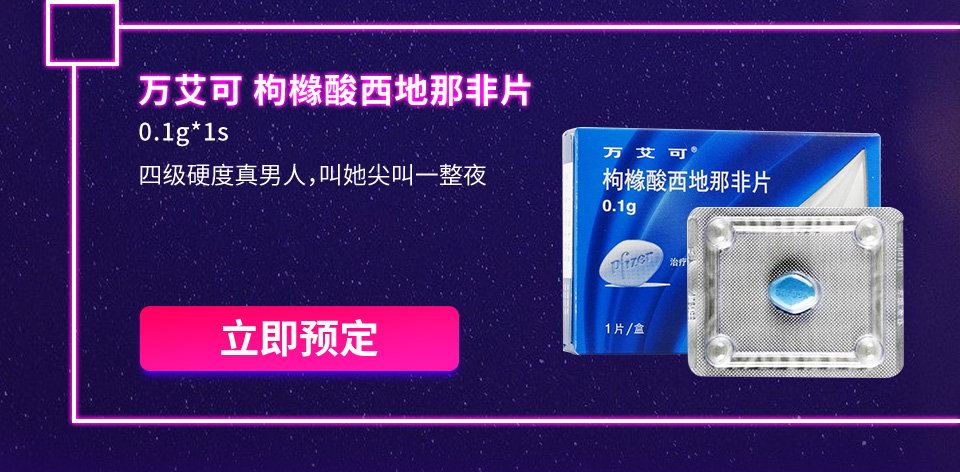 万艾可 枸橼酸西地那非片
0.1g*1s
四级硬度真男人,叫她尖叫一整夜
立即预定
万艾可®
枸橼酸西地那非片
0.1g
pfizer
治疗
1片/盒